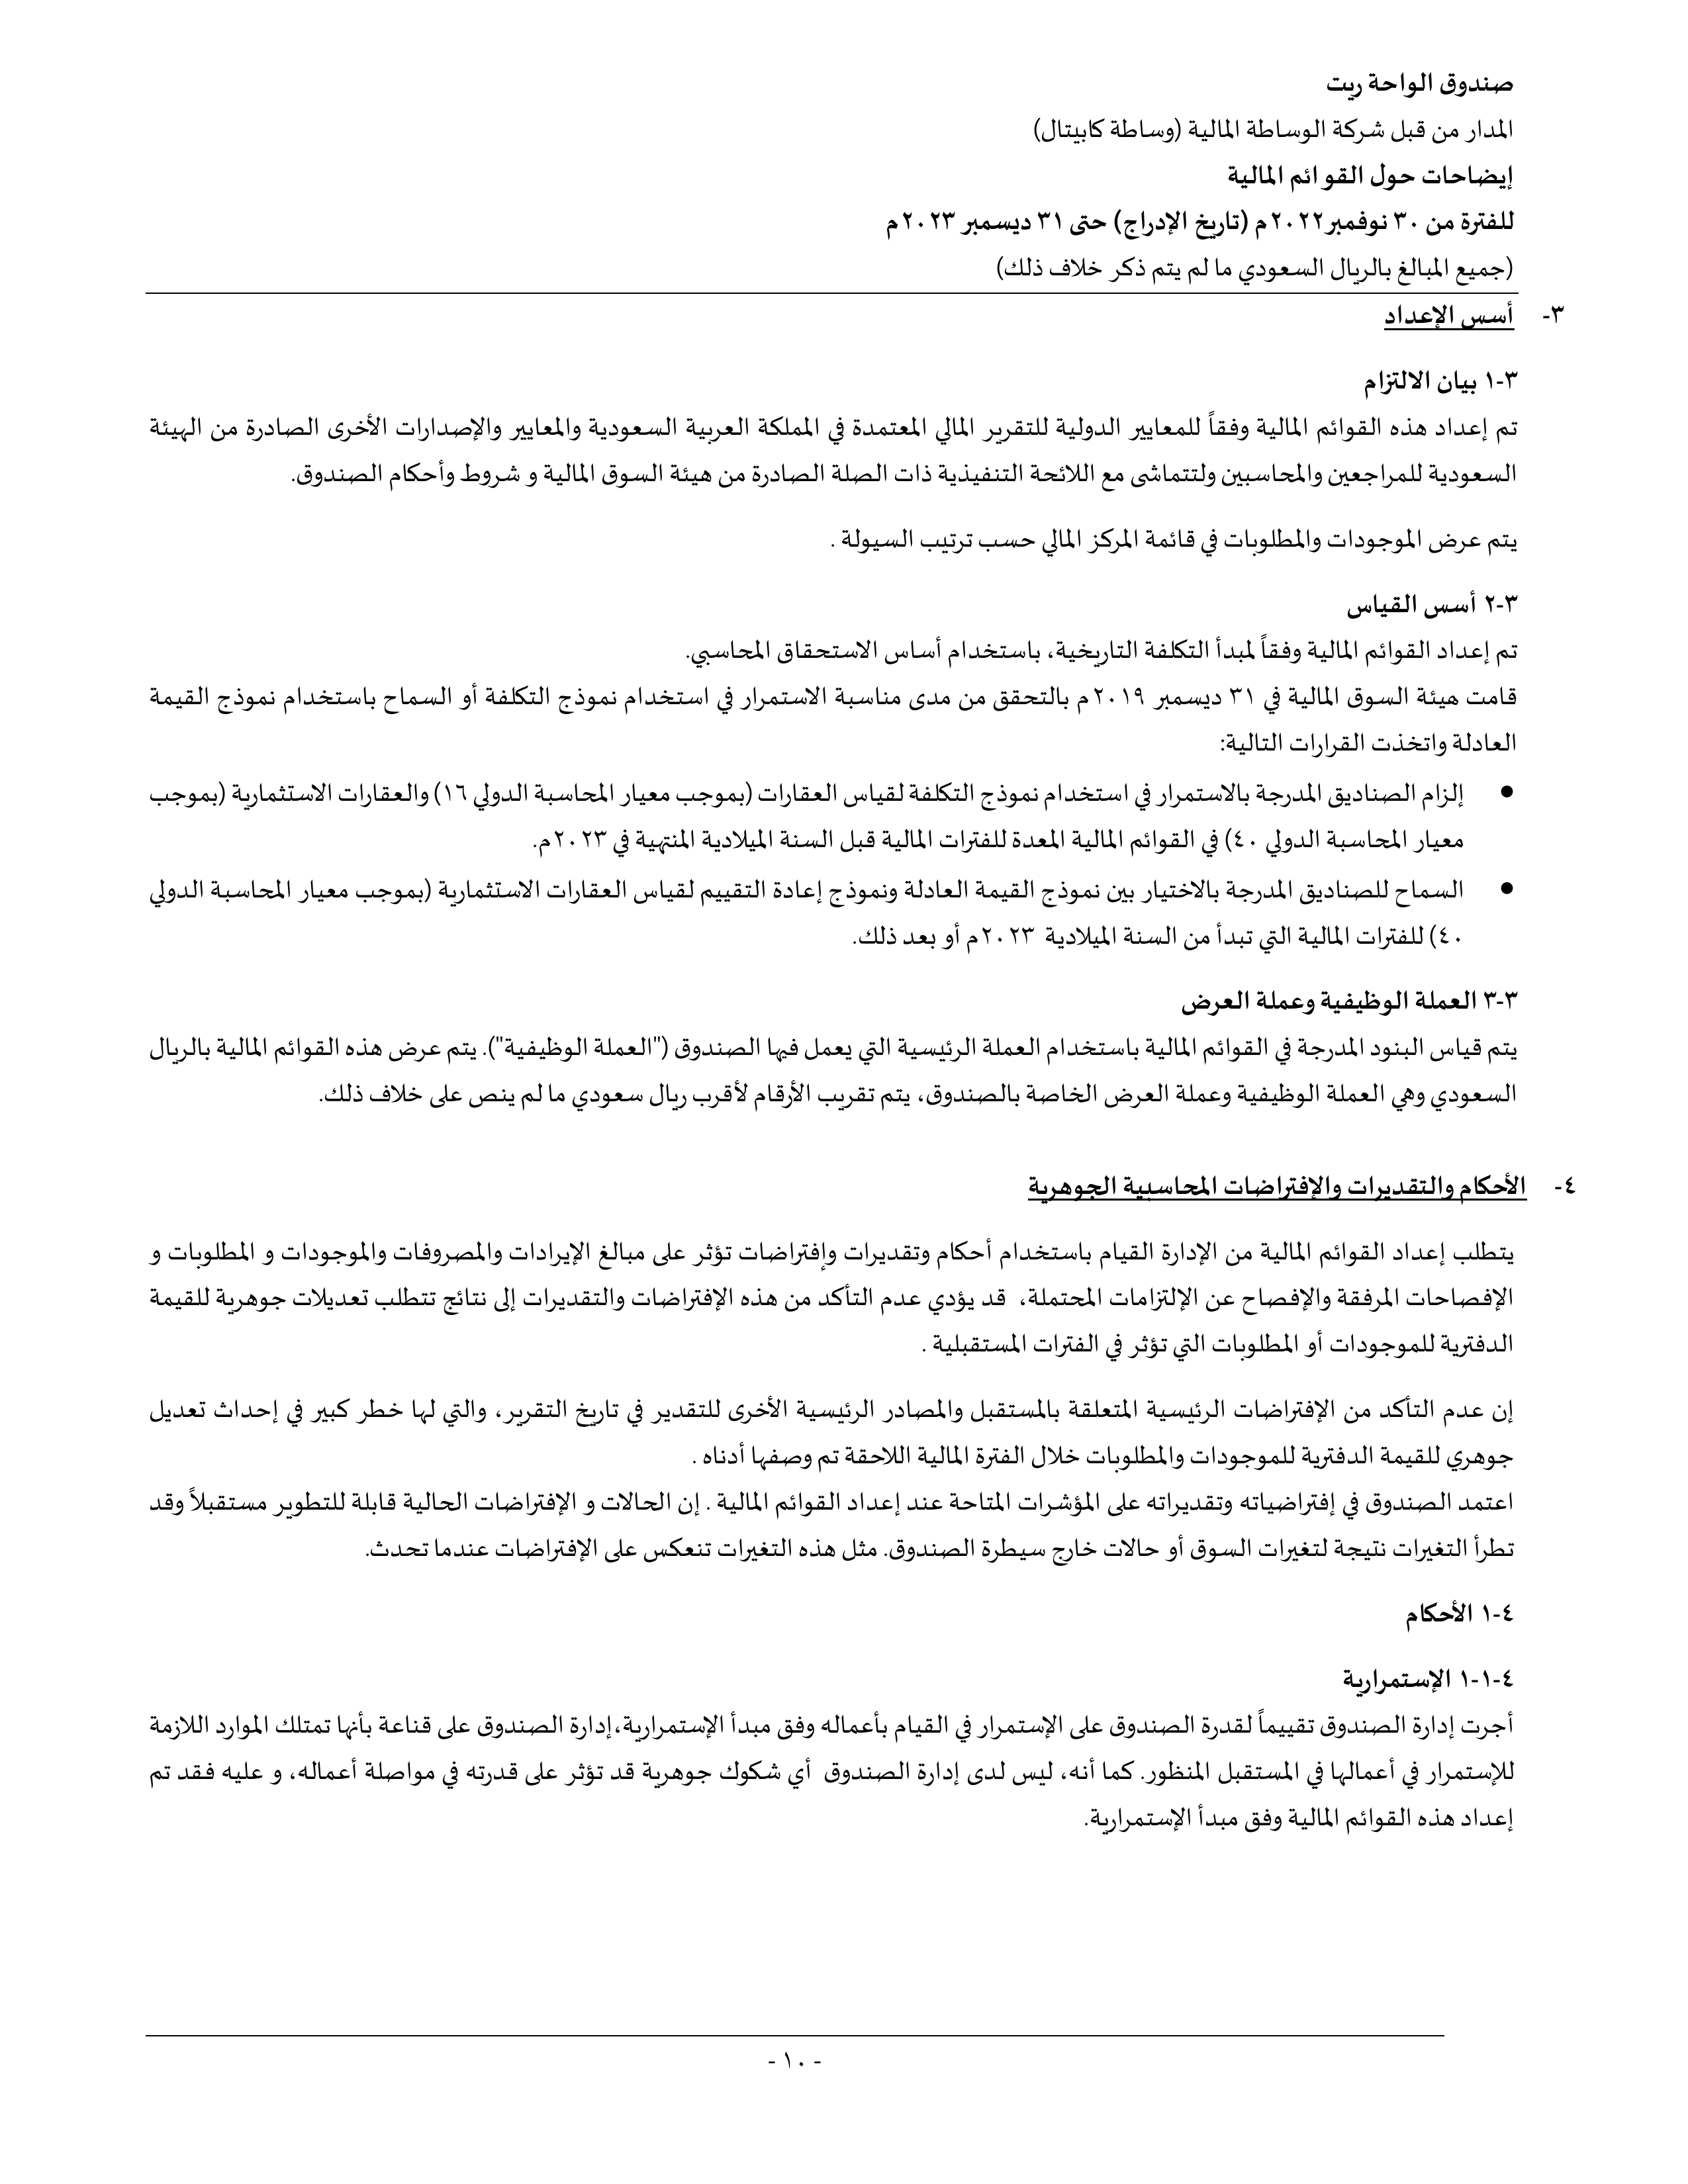 صندوق الواحة ريت
المدار من قبل شركة الوساطة المالية (وساطة كابيتال)
إيضاحات حول القوائم المالية
للفترة من ٣٠ نوفمبر٢٠٢٢م (تاريخ الإدراج) حتى ٣١ ديسمبر ٢٠٢٣م
(جميع المبالغ بالريال السعودي ما لم يتم ذكر خلاف ذلك)
٣- أسس الإعداد
٣-١ بيان الالتزام
تم إعداد هذه القوائم المالية وفقاً للمعايير الدولية للتقرير المالي المعتمدة في المملكة العربية السعودية والمعايير والإصدارات الأخرى الصادرة من الهيئة
السعودية للمراجعين والمحاسبين ولتتماشى مع اللائحة التنفيذية ذات الصلة الصادرة من هيئة السوق المالية و شروط وأحكام الصندوق.
يتم عرض الموجودات والمطلوبات في قائمة المركز المالي حسب ترتيب السيولة .
٣-٢ أسس القياس
تم إعداد القوائم المالية وفقاً لمبدأ التكلفة التاريخية، باستخدام أساس الاستحقاق المحاسبي.
قامت هيئة السوق المالية في ٣١ ديسمبر ٢٠١٩م بالتحقق من مدى مناسبة الاستمرار في استخدام نموذج التكلفة أو السماح باستخدام نموذج القيمة
العادلة واتخذت القرارات التالية:
● إلزام الصناديق المدرجة بالاستمرار في استخدام نموذج التكلفة لقياس العقارات (بموجب معيار المحاسبة الدولي ١٦) والعقارات الاستثمارية (بموجب
معيار المحاسبة الدولي ٤٠) في القوائم المالية المعدة للفترات المالية قبل السنة الميلادية المنتهية في ٢٠٢٣م.
● السماح للصناديق المدرجة بالاختيار بين نموذج القيمة العادلة ونموذج إعادة التقييم لقياس العقارات الاستثمارية (بموجب معيار المحاسبة الدولي
٤٠) للفترات المالية التي تبدأ من السنة الميلادية ٢٠٢٣م أو بعد ذلك.
٣-٣ العملة الوظيفية وعملة العرض
يتم قياس البنود المدرجة في القوائم المالية باستخدام العملة الرئيسية التي يعمل فيها الصندوق ("العملة الوظيفية"). يتم عرض هذه القوائم المالية بالريال
السعودي وهي العملة الوظيفية وعملة العرض الخاصة بالصندوق، يتم تقريب الأرقام لأقرب ريال سعودي ما لم ينص على خلاف ذلك.
٤- الأحكام والتقديرات والإفتراضات المحاسبية الجوهرية
يتطلب إعداد القوائم المالية من الإدارة القيام باستخدام أحكام وتقديرات وإفتراضات تؤثر على مبالغ الإيرادات والمصروفات والموجودات و المطلوبات و
الإفصاحات المرفقة والإفصاح عن الإلتزامات المحتملة، قد يؤدي عدم التأكد من هذه الإفتراضات والتقديرات إلى نتائج تتطلب تعديلات جوهرية للقيمة
الدفترية للموجودات أو المطلوبات التي تؤثر في الفترات المستقبلية .
إن عدم التأكد من الإفتراضات الرئيسية المتعلقة بالمستقبل والمصادر الرئيسية الأخرى للتقدير في تاريخ التقرير، والتي لها خطر كبير في إحداث تعديل
جوهري للقيمة الدفترية للموجودات والمطلوبات خلال الفترة المالية اللاحقة تم وصفها أدناه .
اعتمد الصندوق في إفتراضياته وتقديراته على المؤشرات المتاحة عند إعداد القوائم المالية . إن الحالات و الإفتراضات الحالية قابلة للتطوير مستقبلاً وقد
تطرأ التغيرات نتيجة لتغيرات السوق أو حالات خارج سيطرة الصندوق. مثل هذه التغيرات تنعكس على الإفتراضات عندما تحدث.
٤-١ الأحكام
٤-١-١ الإستمرارية
أجرت إدارة الصندوق تقييماً لقدرة الصندوق على الإستمرار في القيام بأعماله وفق مبدأ الإستمرارية،إدارة الصندوق على قناعة بأنها تمتلك الموارد اللازمة
للإستمرار في أعمالها في المستقبل المنظور. كما أنه، ليس لدى إدارة الصندوق أي شكوك جوهرية قد تؤثر على قدرته في مواصلة أعماله، و عليه فقد تم
إعداد هذه القوائم المالية وفق مبدأ الإستمرارية.
- ١٠ -